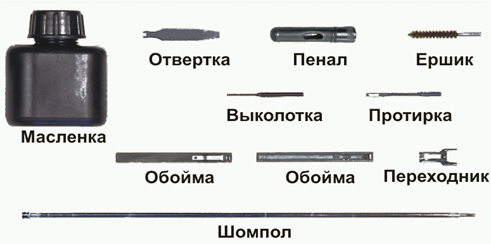 Отвертка Пенал Ершик
Масленка Выколотка Протирка
Обойма Обойма Переходник
Шомпол